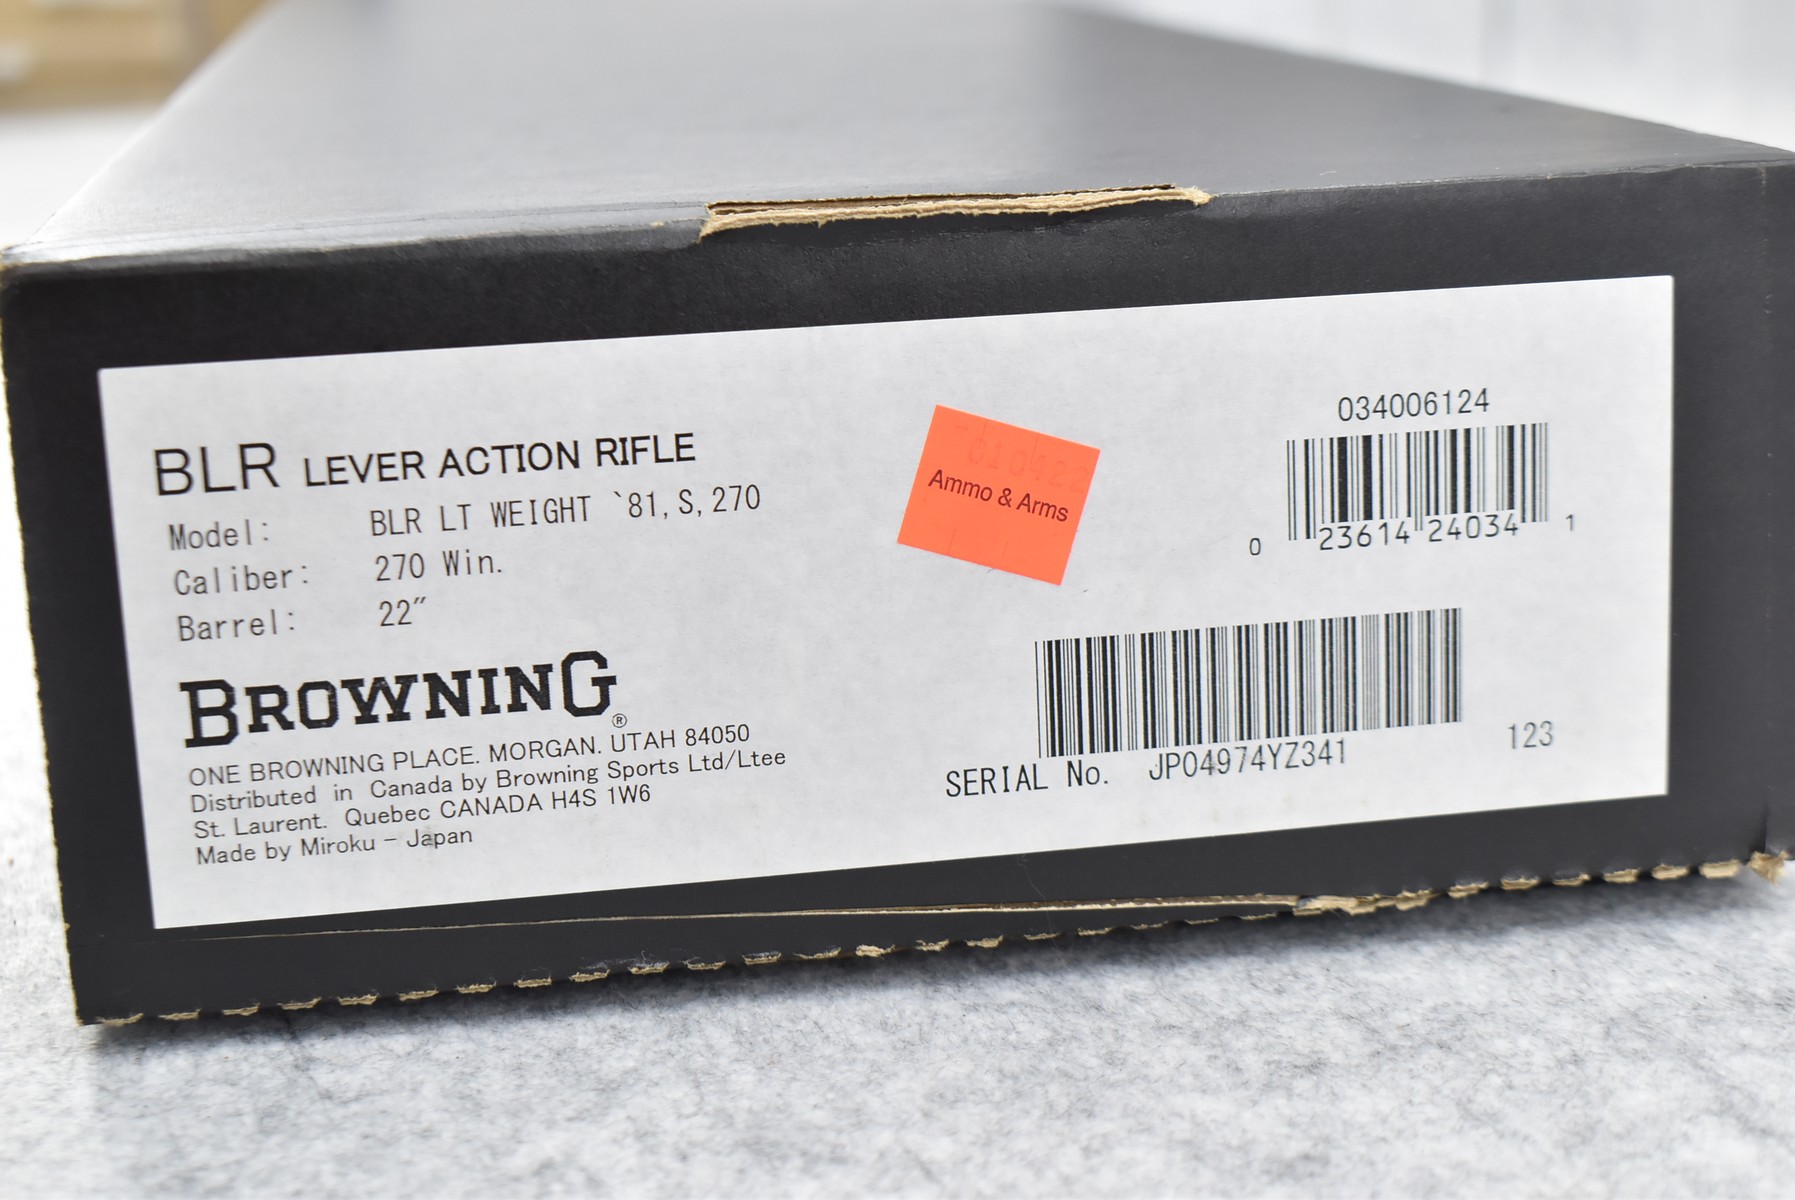 BLR LEVER ACTION RIFLE
Model: BLR LT WEIGHT `81, S, 270
Caliber: 270 Win.
Barrel: 22″
BROWNING®
ONE BROWNING PLACE. MORGAN. UTAH 84050
Distributed in Canada by Browning Sports Ltd/Ltee
St. Laurent. Quebec CANADA H4S 1W6
Made by Miroku - Japan
Ammo & Arms
034006124
0 23614 24034 1
SERIAL No. JP04974YZ341
123